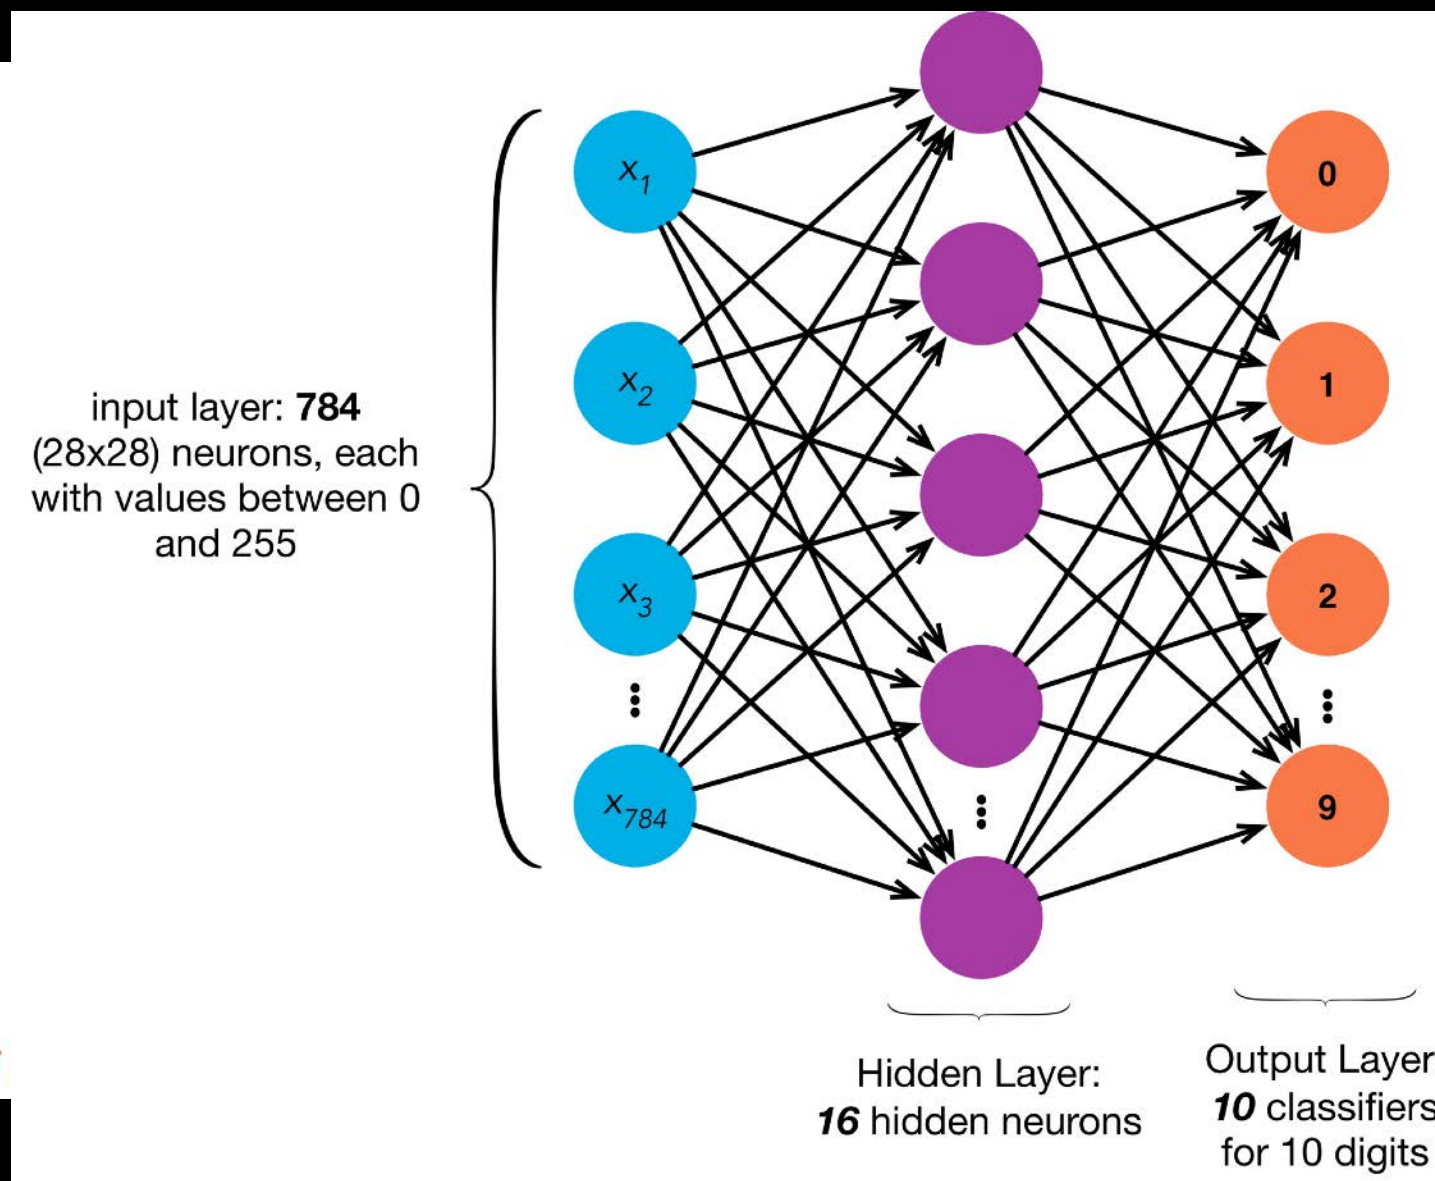 input layer: 784
(28x28) neurons, each
with values between 0
and 255
x1
x2
x3
x784
0
1
2
9
Hidden Layer:
16 hidden neurons
Output Layer
10 classifiers
for 10 digits